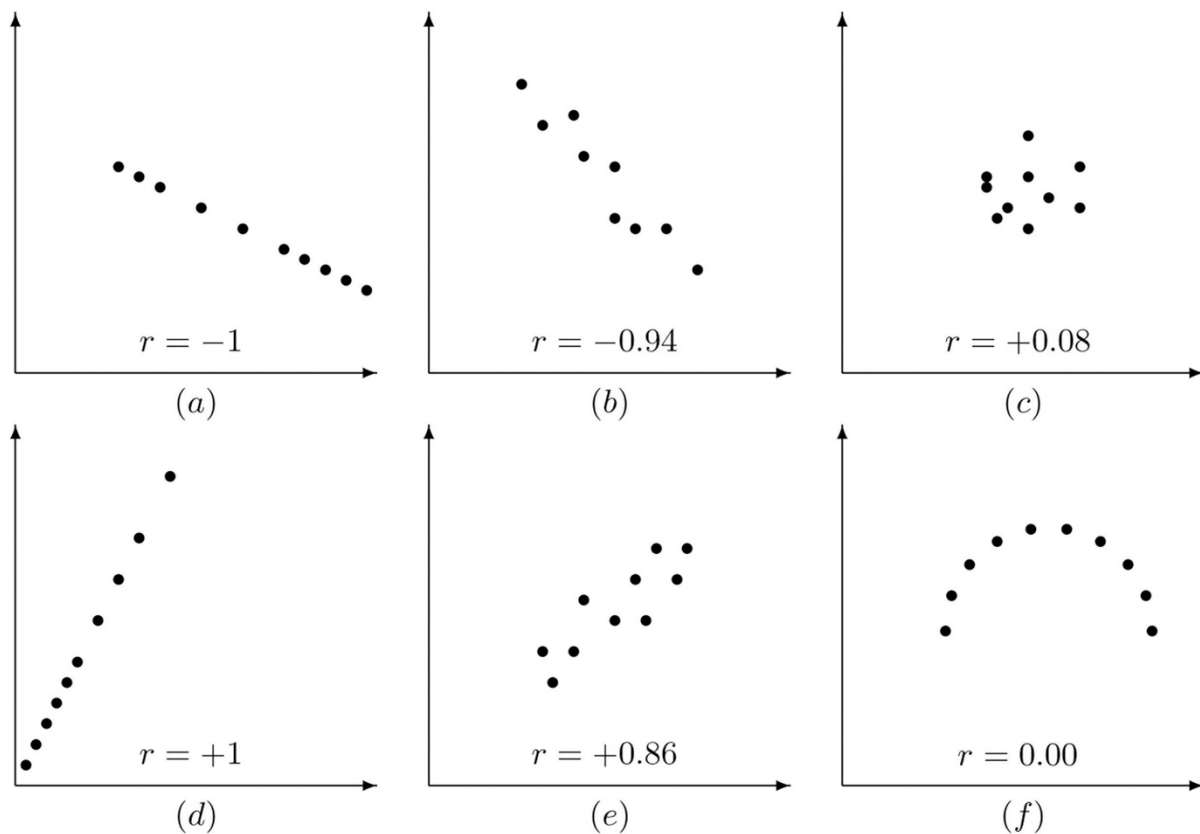 r = −1
r = −0.94
r = +0.08
(a)
(b)
(c)
r = +1
r = +0.86
r = 0.00
(d)
(e)
(f)